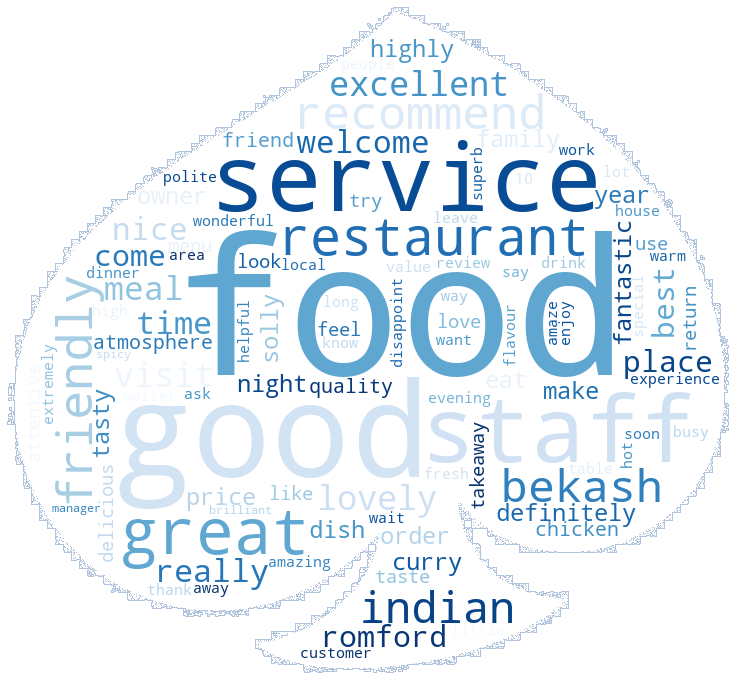 highly
people
excellent
recommend
friend
welcome
family
work
service
superb
polite
10
lot
owner
try
year
wonderful
leave
house
nice
restaurant
fantastic
use
come
menu
area
look
local
value
review
say
drink
warm
dinner
food
meal
high
friendly
time
helpful
solly
long
feel
know
disappoint
way
love
want
flavour
amaze
enjoy
special
best
return
atmosphere
spicy
extremely
attentive
visit
night
quality
eat
make
place
experience
waiter
ask
good
staff
evening
tasty
takeaway
hot
soon
busy
delicious
price
like
lovely
fresh
table
bekash
manager
brilliant
great
dish
wait
order
definitely
chicken
really
amazing
curry
thank
away
taste
indian
romford
customer